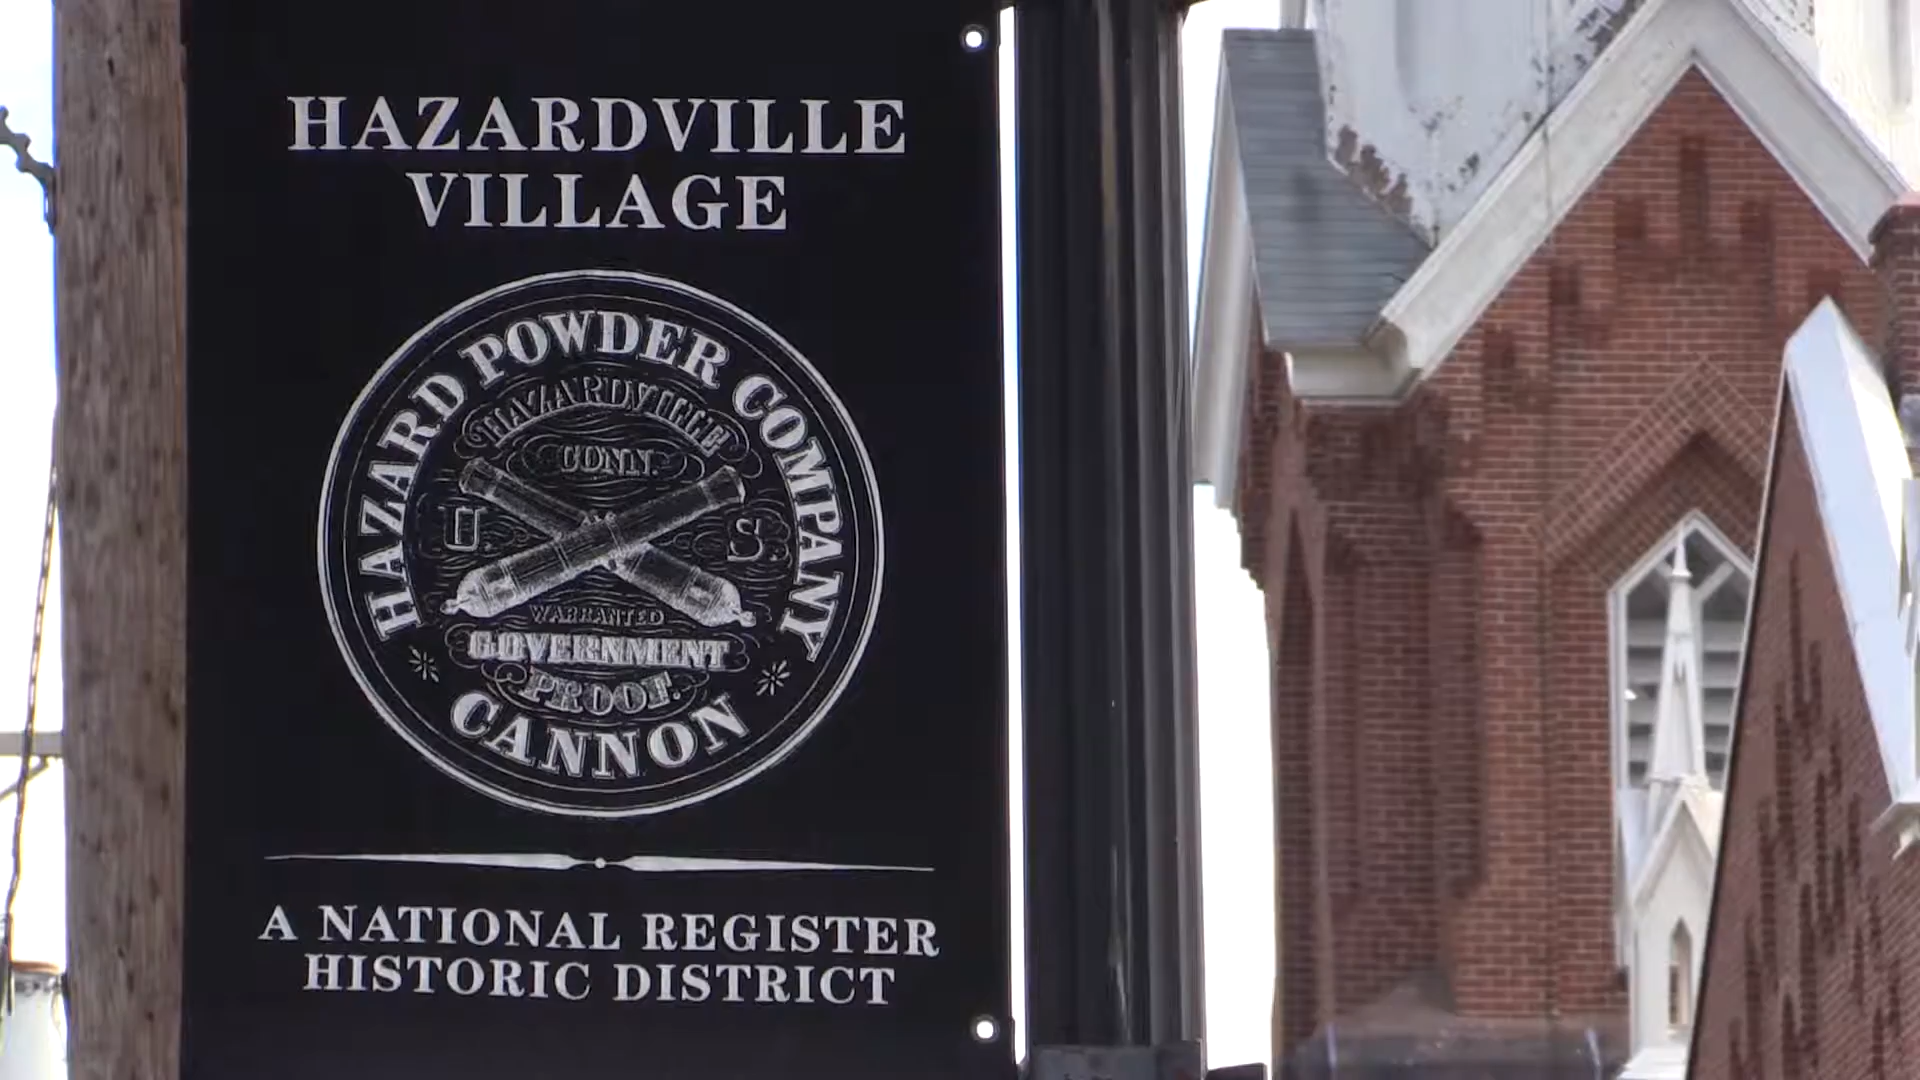 HAZARDVILLE
VILLAGE
HAZARD POWDER COMPANY
HAZARDVILLE
CONN.
U. S.
WARRANTED
GOVERNMENT
PROOF.
CANNON
A NATIONAL REGISTER
HISTORIC DISTRICT